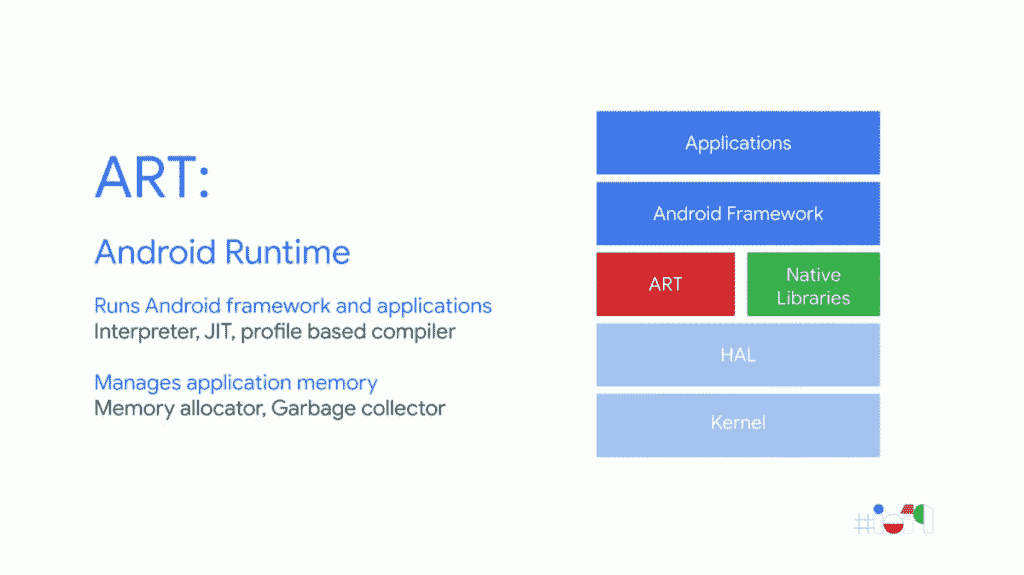 ART:
Android Runtime
Runs Android framework and applications
Interpreter, JIT, profile based compiler
Manages application memory
Memory allocator, Garbage collector
Applications
Android Framework
ART
Native
Libraries
HAL
Kernel
#io19